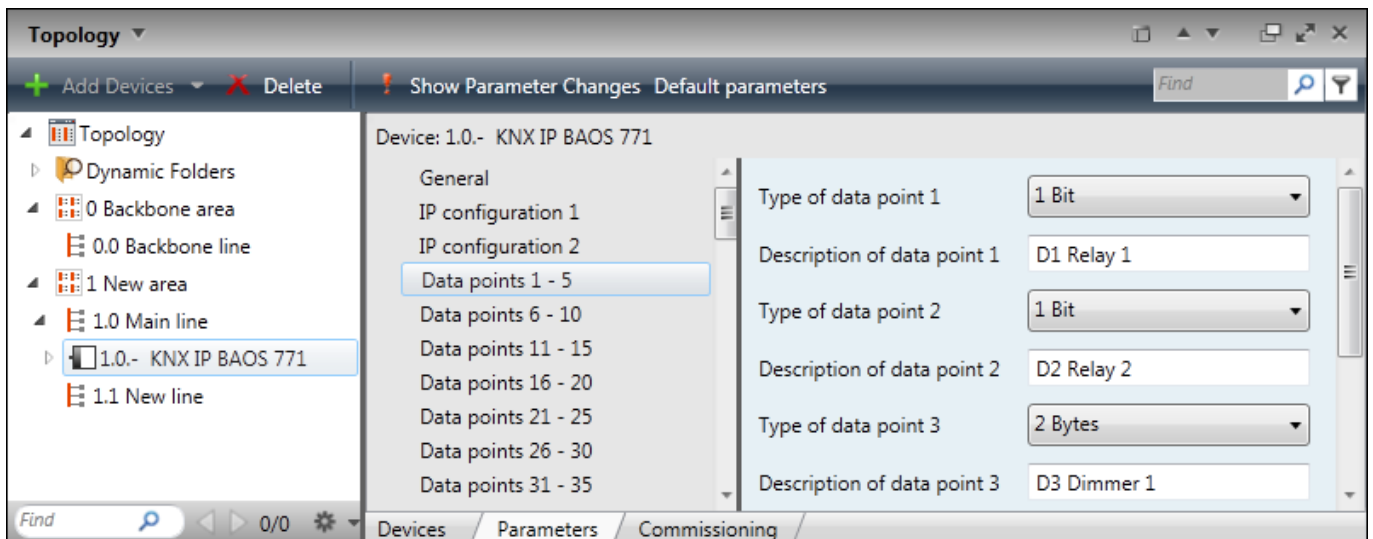 Topology
Add Devices Delete Show Parameter Changes Default parameters Find
Topology
Dynamic Folders
0 Backbone area
0.0 Backbone line
1 New area
1.0 Main line
1.0.- KNX IP BAOS 771
1.1 New line
Find 0/0
Device: 1.0.- KNX IP BAOS 771
General
IP configuration 1
IP configuration 2
Data points 1 - 5
Data points 6 - 10
Data points 11 - 15
Data points 16 - 20
Data points 21 - 25
Data points 26 - 30
Data points 31 - 35
Type of data point 1 1 Bit
Description of data point 1 D1 Relay 1
Type of data point 2 1 Bit
Description of data point 2 D2 Relay 2
Type of data point 3 2 Bytes
Description of data point 3 D3 Dimmer 1
Devices / Parameters / Commissioning /